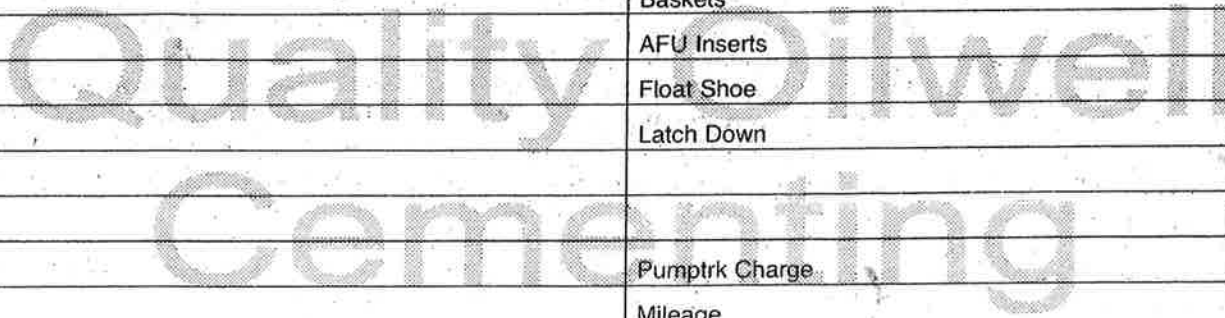 Baskets
Quality Oilwell
AFU Inserts
Float Shoe
Latch Down
Cementing
Pumptrk Charge
Mileage